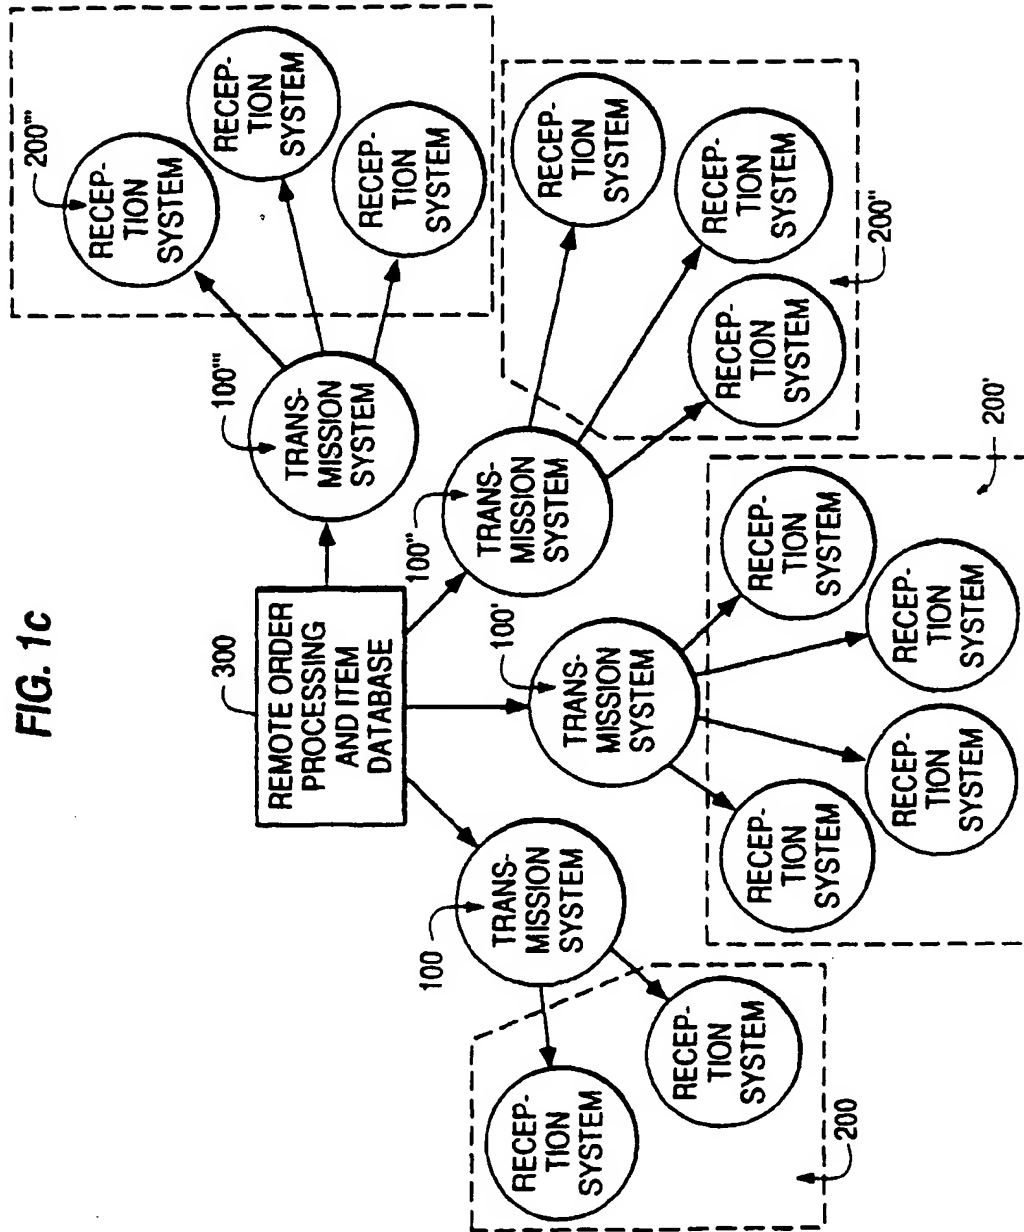 FIG. 1c
300
REMOTE ORDER
PROCESSING
AND ITEM
DATABASE
100
TRANS-
MISSION
SYSTEM
100'
TRANS-
MISSION
SYSTEM
100"
TRANS-
MISSION
SYSTEM
100'"
TRANS-
MISSION
SYSTEM
RECEP-
TION
SYSTEM
RECEP-
TION
SYSTEM
200
RECEP-
TION
SYSTEM
RECEP-
TION
SYSTEM
RECEP-
TION
SYSTEM
RECEP-
TION
SYSTEM
200'
RECEP-
TION
SYSTEM
RECEP-
TION
SYSTEM
RECEP-
TION
SYSTEM
200"
200'"
RECEP-
TION
SYSTEM
RECEP-
TION
SYSTEM
RECEP-
TION
SYSTEM